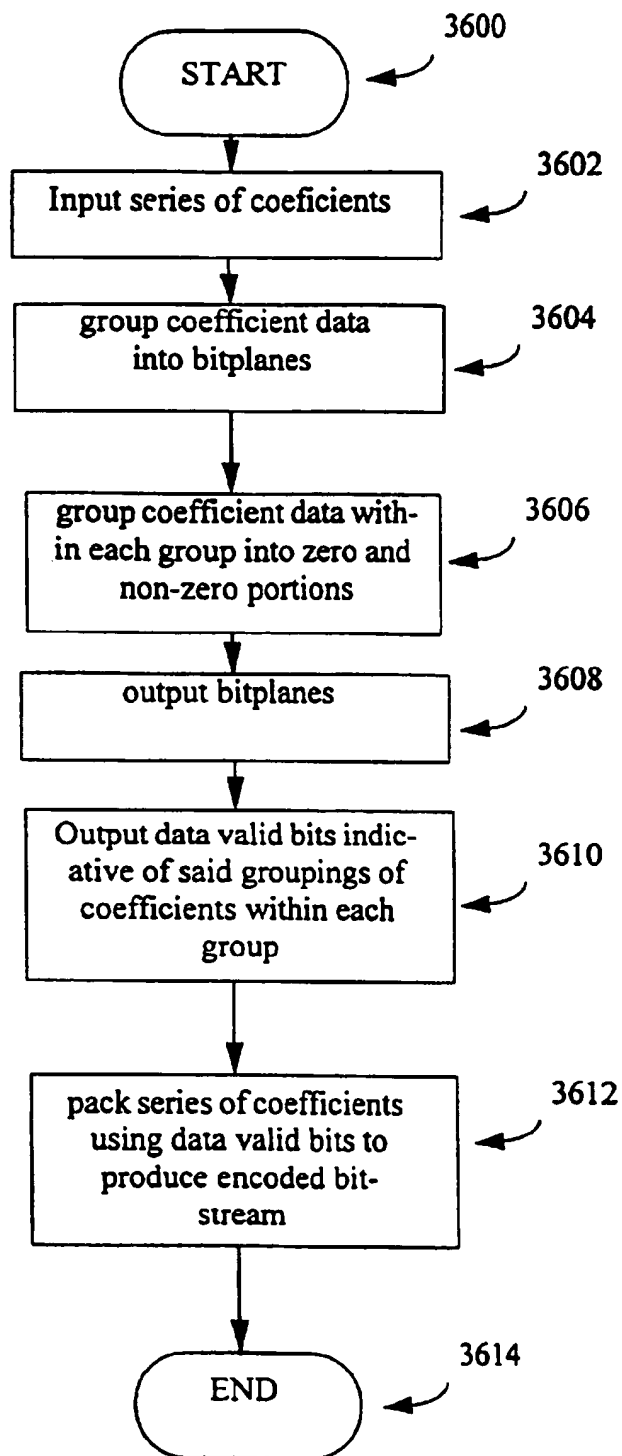 START
3600
Input series of coeficients
3602
group coefficient data
into bitplanes
3604
group coefficient data with-
in each group into zero and
non-zero portions
3606
output bitplanes
3608
Output data valid bits indic-
ative of said groupings of
coefficients within each
group
3610
pack series of coefficients
using data valid bits to
produce encoded bit-
stream
3612
END
3614